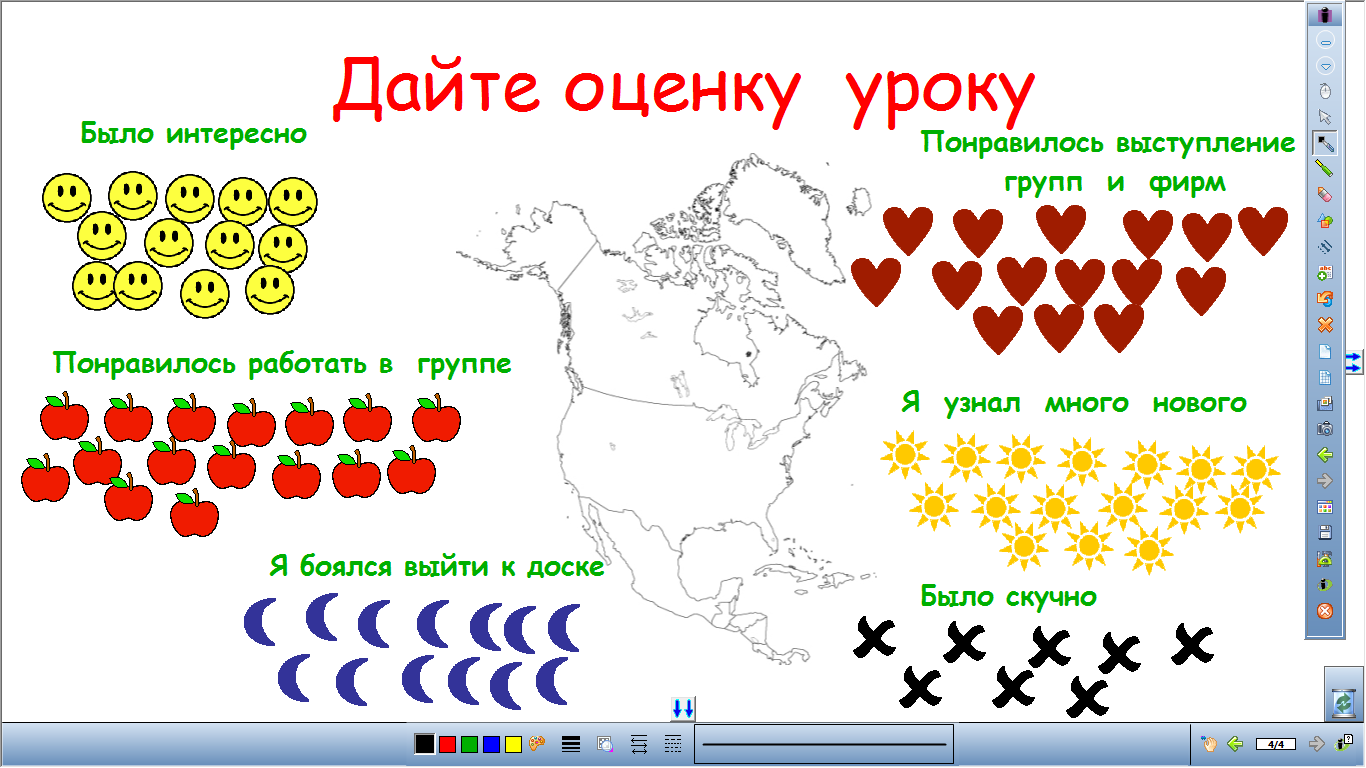 Дайте оценку уроку
Было интересно
Понравилось выступление
групп и фирм
Понравилось работать в группе
Я узнал много нового
Я боялся выйти к доске
Было скучно
4/4